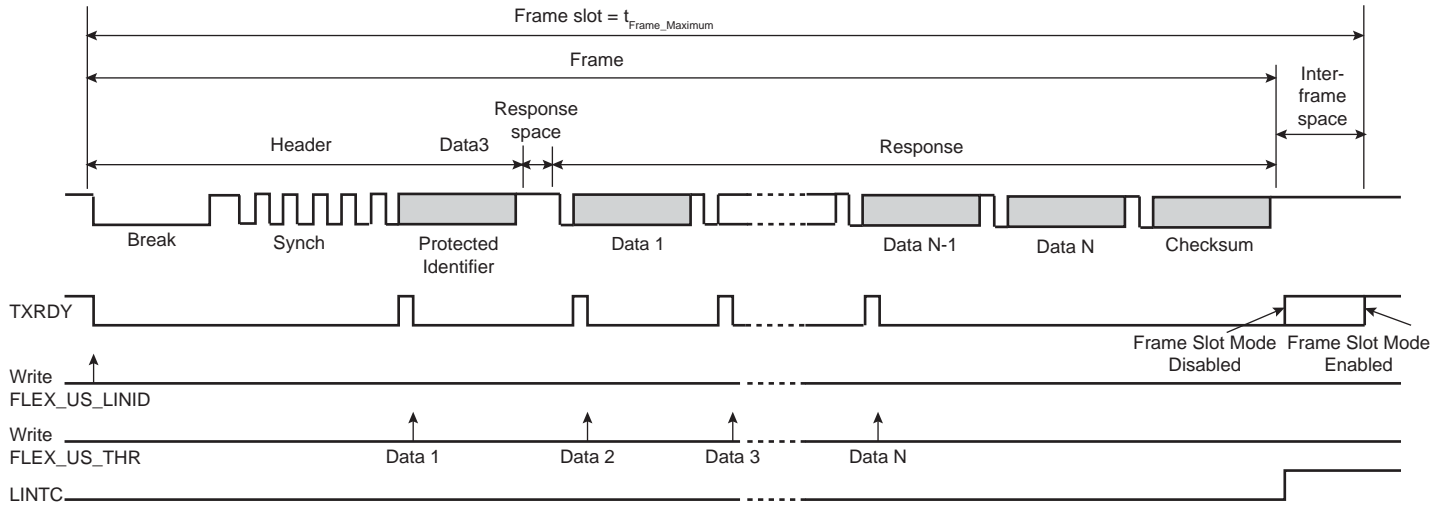 Frame slot = tFrame_Maximum
Frame
Inter-
frame
space
Response
space
Header
Data3
Response
Break
Synch
Protected
Identifier
Data 1
Data N-1
Data N
Checksum
TXRDY
Frame Slot Mode
Disabled
Frame Slot Mode
Enabled
Write
FLEX_US_LINID
Write
FLEX_US_THR
Data 1
Data 2
Data 3
Data N
LINTC